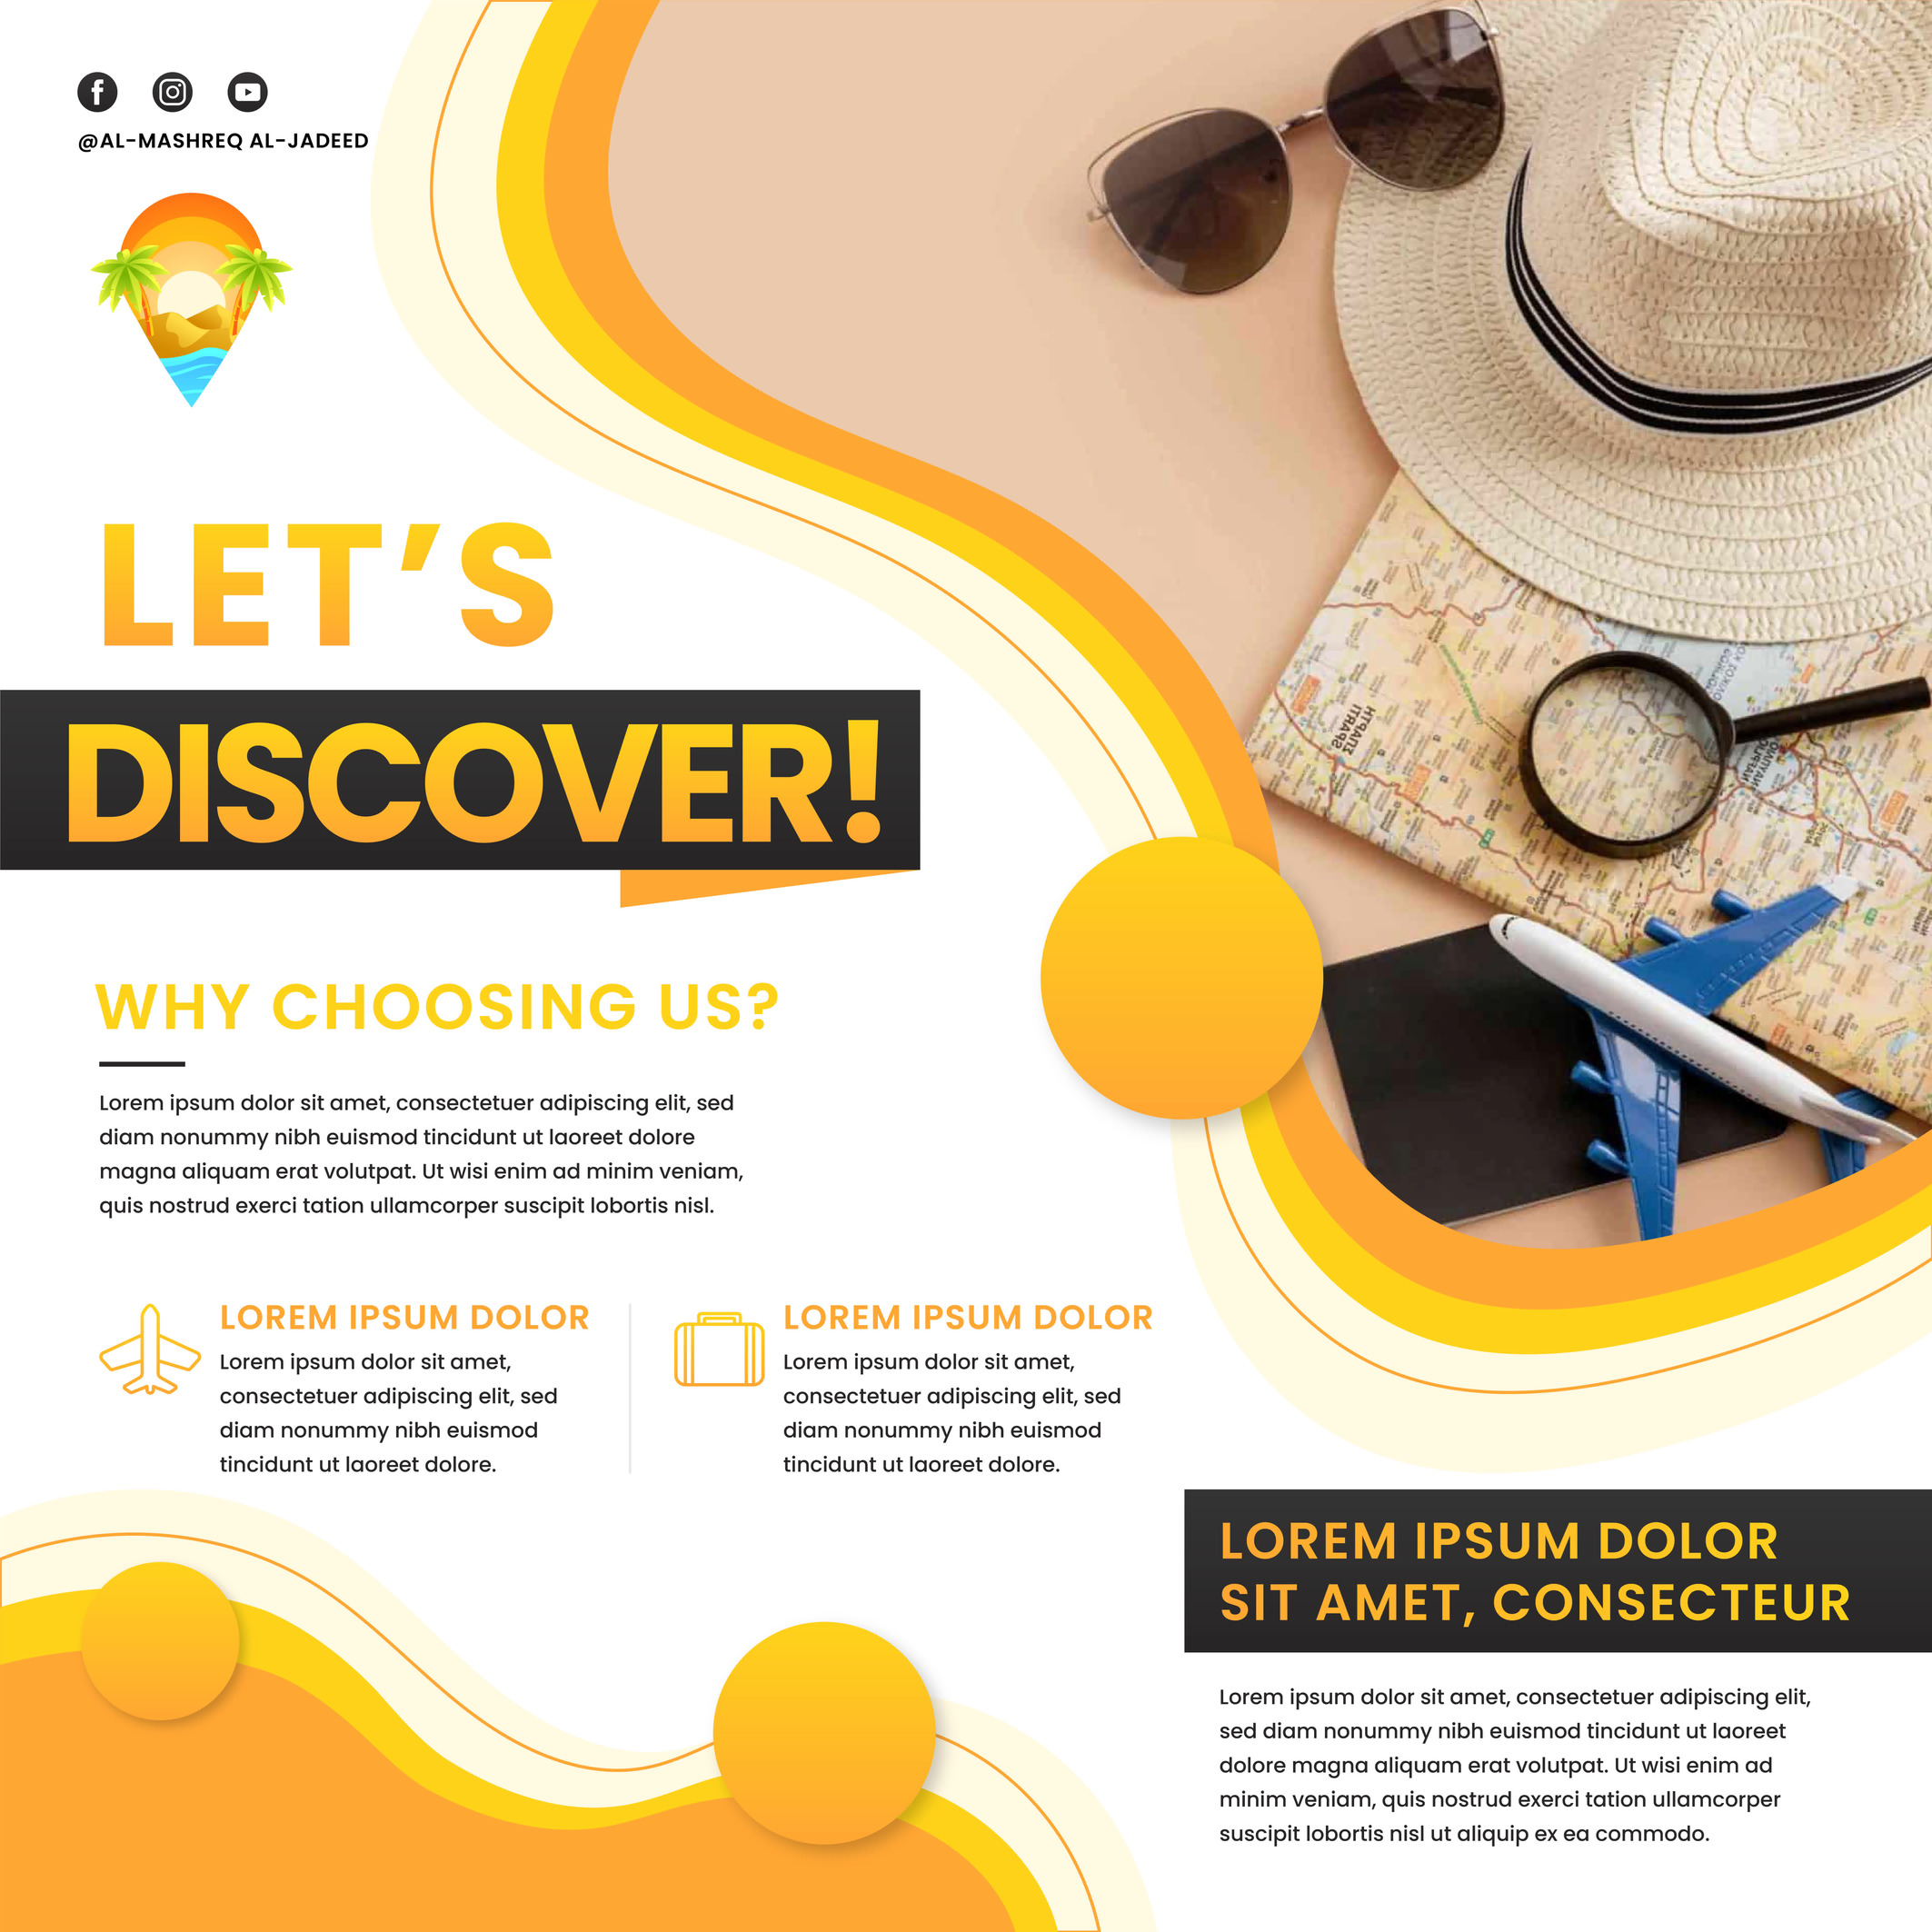 @AL-MASHREQ AL-JADEED
LET’S
DISCOVER!
WHY CHOOSING US?
Lorem ipsum dolor sit amet, consectetuer adipiscing elit, sed
diam nonummy nibh euismod tincidunt ut laoreet dolore
magna aliquam erat volutpat. Ut wisi enim ad minim veniam,
quis nostrud exerci tation ullamcorper suscipit lobortis nisl.
LOREM IPSUM DOLOR
Lorem ipsum dolor sit amet,
consectetuer adipiscing elit, sed
diam nonummy nibh euismod
tincidunt ut laoreet dolore.
LOREM IPSUM DOLOR
Lorem ipsum dolor sit amet,
consectetuer adipiscing elit, sed
diam nonummy nibh euismod
tincidunt ut laoreet dolore.
LOREM IPSUM DOLOR
SIT AMET, CONSECTEUR
Lorem ipsum dolor sit amet, consectetuer adipiscing elit,
sed diam nonummy nibh euismod tincidunt ut laoreet
dolore magna aliquam erat volutpat. Ut wisi enim ad
minim veniam, quis nostrud exerci tation ullamcorper
suscipit lobortis nisl ut aliquip ex ea commodo.
ΣΠΑΡΤΗ
SPARTI